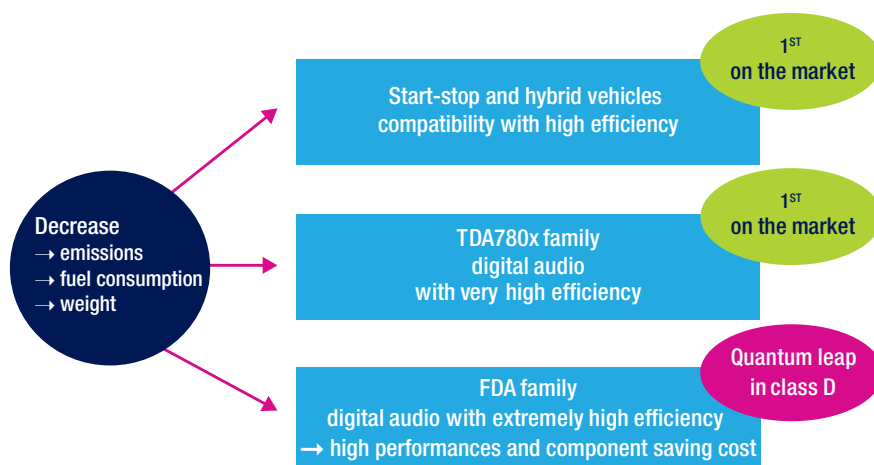 1ST
on the market
Start-stop and hybrid vehicles
compatibility with high efficiency
Decrease
→ emissions
→ fuel consumption
→ weight
1ST
on the market
TDA780x family
digital audio
with very high efficiency
Quantum leap
in class D
FDA family
digital audio with extremely high efficiency
→ high performances and component saving cost